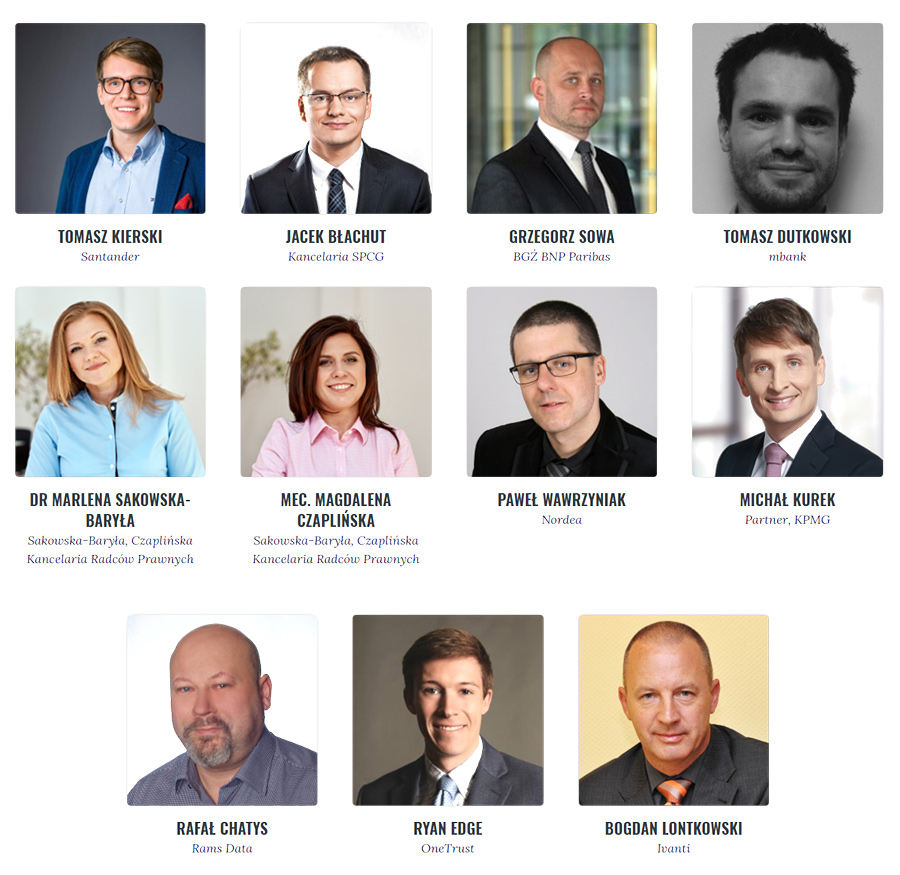 TOMASZ KIERSKI
Santander
JACEK BŁACHUT
Kancelaria SPCG
GRZEGORZ SOWA
BGŻ BNP Paribas
TOMASZ DUTKOWSKI
mbank
DR MARLENA SAKOWSKA-
BARYŁA
Sakowska-Baryła, Czaplińska
Kancelaria Radców Prawnych
MEC. MAGDALENA
CZAPLIŃSKA
Sakowska-Baryła, Czaplińska
Kancelaria Radców Prawnych
PAWEŁ WAWRZYNIAK
Nordea
MICHAŁ KUREK
Partner, KPMG
RAFAŁ CHATYS
Rams Data
RYAN EDGE
OneTrust
BOGDAN LONTKOWSKI
Ivanti